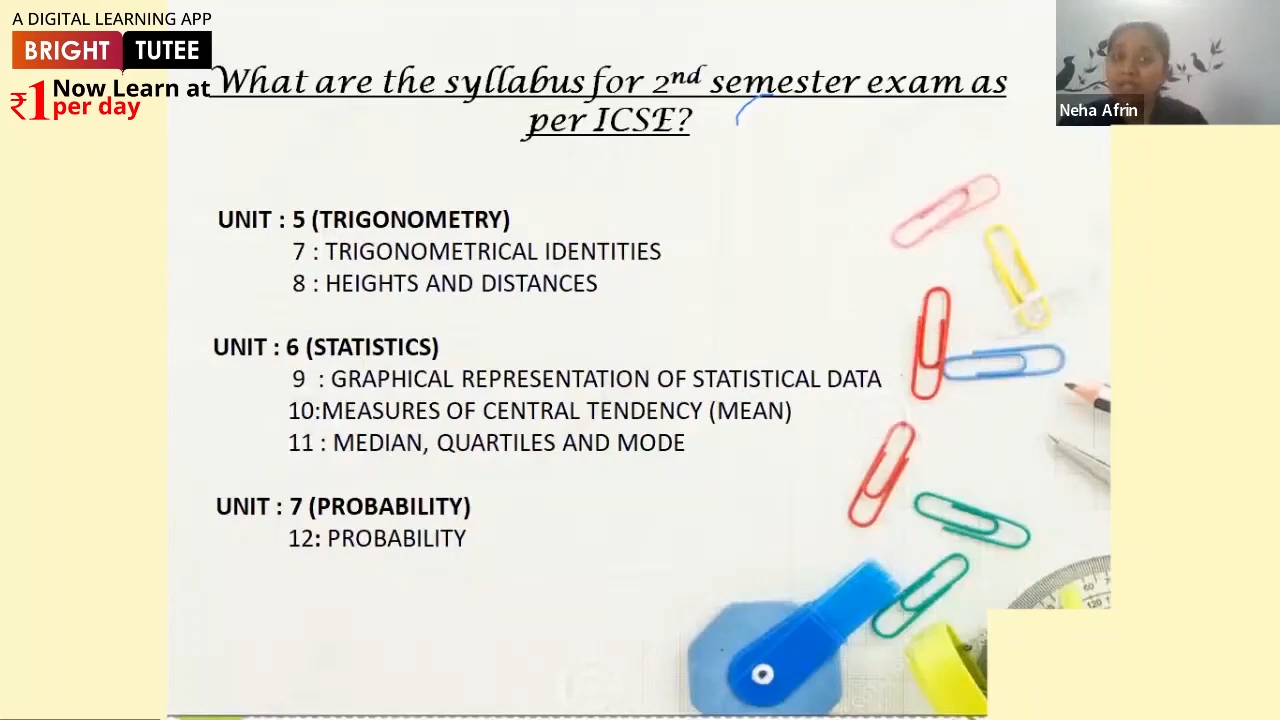 A DIGITAL LEARNING APP
BRIGHT TUTEE
₹1 Now Learn at
per day
What are the syllabus for 2nd semester exam as
per ICSE?
Neha Afrin
UNIT : 5 (TRIGONOMETRY)
7 : TRIGONOMETRICAL IDENTITIES
8 : HEIGHTS AND DISTANCES
UNIT : 6 (STATISTICS)
9 : GRAPHICAL REPRESENTATION OF STATISTICAL DATA
10:MEASURES OF CENTRAL TENDENCY (MEAN)
11 : MEDIAN, QUARTILES AND MODE
UNIT : 7 (PROBABILITY)
12: PROBABILITY